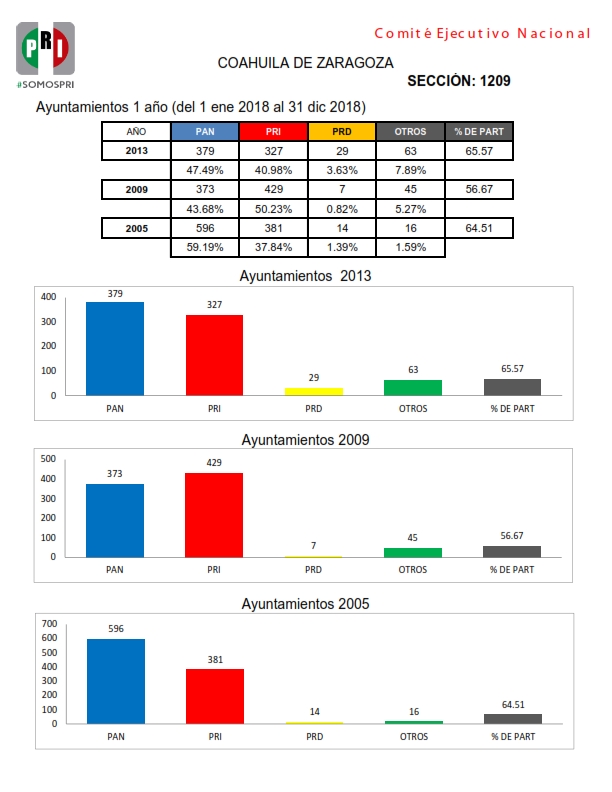 Comité Ejecutivo Nacional
PRI
#SOMOSPRI
COAHUILA DE ZARAGOZA
SECCIÓN: 1209
Ayuntamientos 1 año (del 1 ene 2018 al 31 dic 2018)
AÑO PAN PRI PRD OTROS % DE PART
2013 379 327 29 63 65.57
47.49% 40.98% 3.63% 7.89%
2009 373 429 7 45 56.67
43.68% 50.23% 0.82% 5.27%
2005 596 381 14 16 64.51
59.19% 37.84% 1.39% 1.59%
Ayuntamientos 2013
400
300
200
100
0
379 327 29 63 65.57
PAN PRI PRD OTROS % DE PART
Ayuntamientos 2009
500
400
300
200
100
0
373 429 7 45 56.67
PAN PRI PRD OTROS % DE PART
Ayuntamientos 2005
700
600
500
400
300
200
100
0
596 381 14 16 64.51
PAN PRI PRD OTROS % DE PART